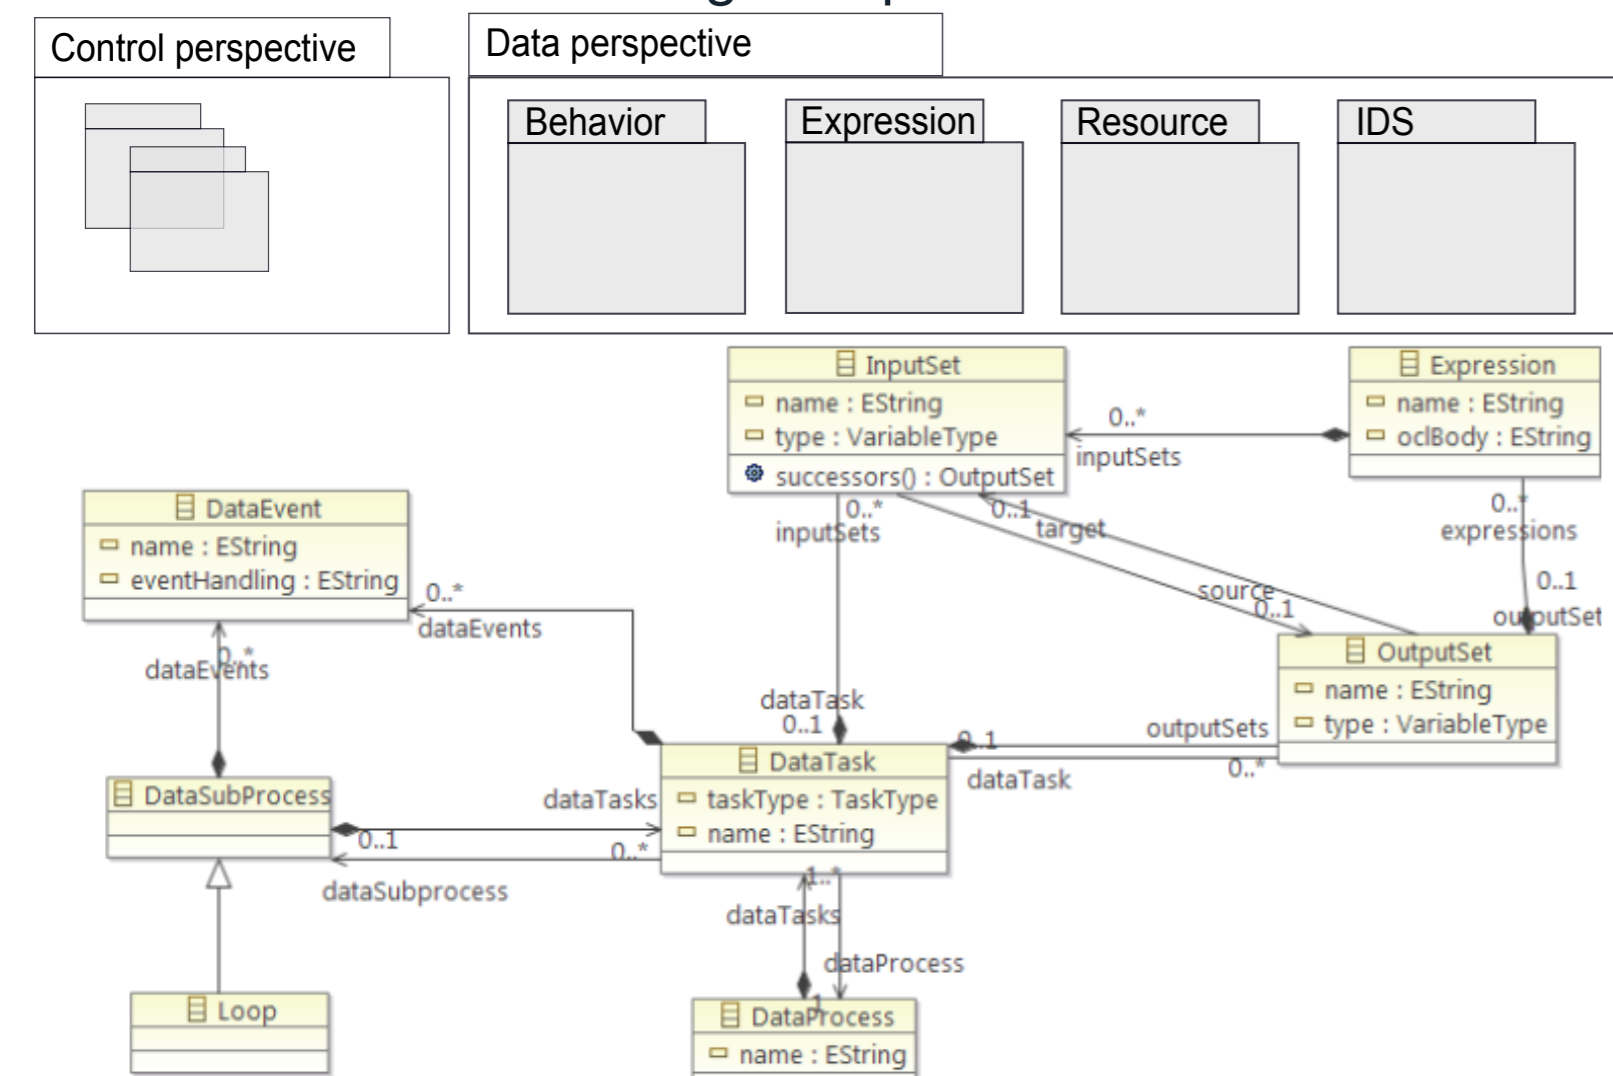 Control perspective
Data perspective
Behavior
Expression
Resource
IDS
InputSet
name : EString
type : VariableType
successors() : OutputSet
Expression
name : EString
oclBody : EString
0..*
inputSets
0..*
inputSets
0..1
target
source
0..1
0..*
expressions
0..1
outputSet
DataEvent
name : EString
eventHandling : EString
0..*
dataEvents
0..*
dataEvents
OutputSet
name : EString
type : VariableType
dataTask
0..1
outputSets
0..1
0..*
dataTask
DataTask
taskType : TaskType
name : EString
DataSubProcess
dataTasks
0..1
0..*
dataSubprocess
1..*
dataTasks
dataProcess
1
Loop
DataProcess
name : EString